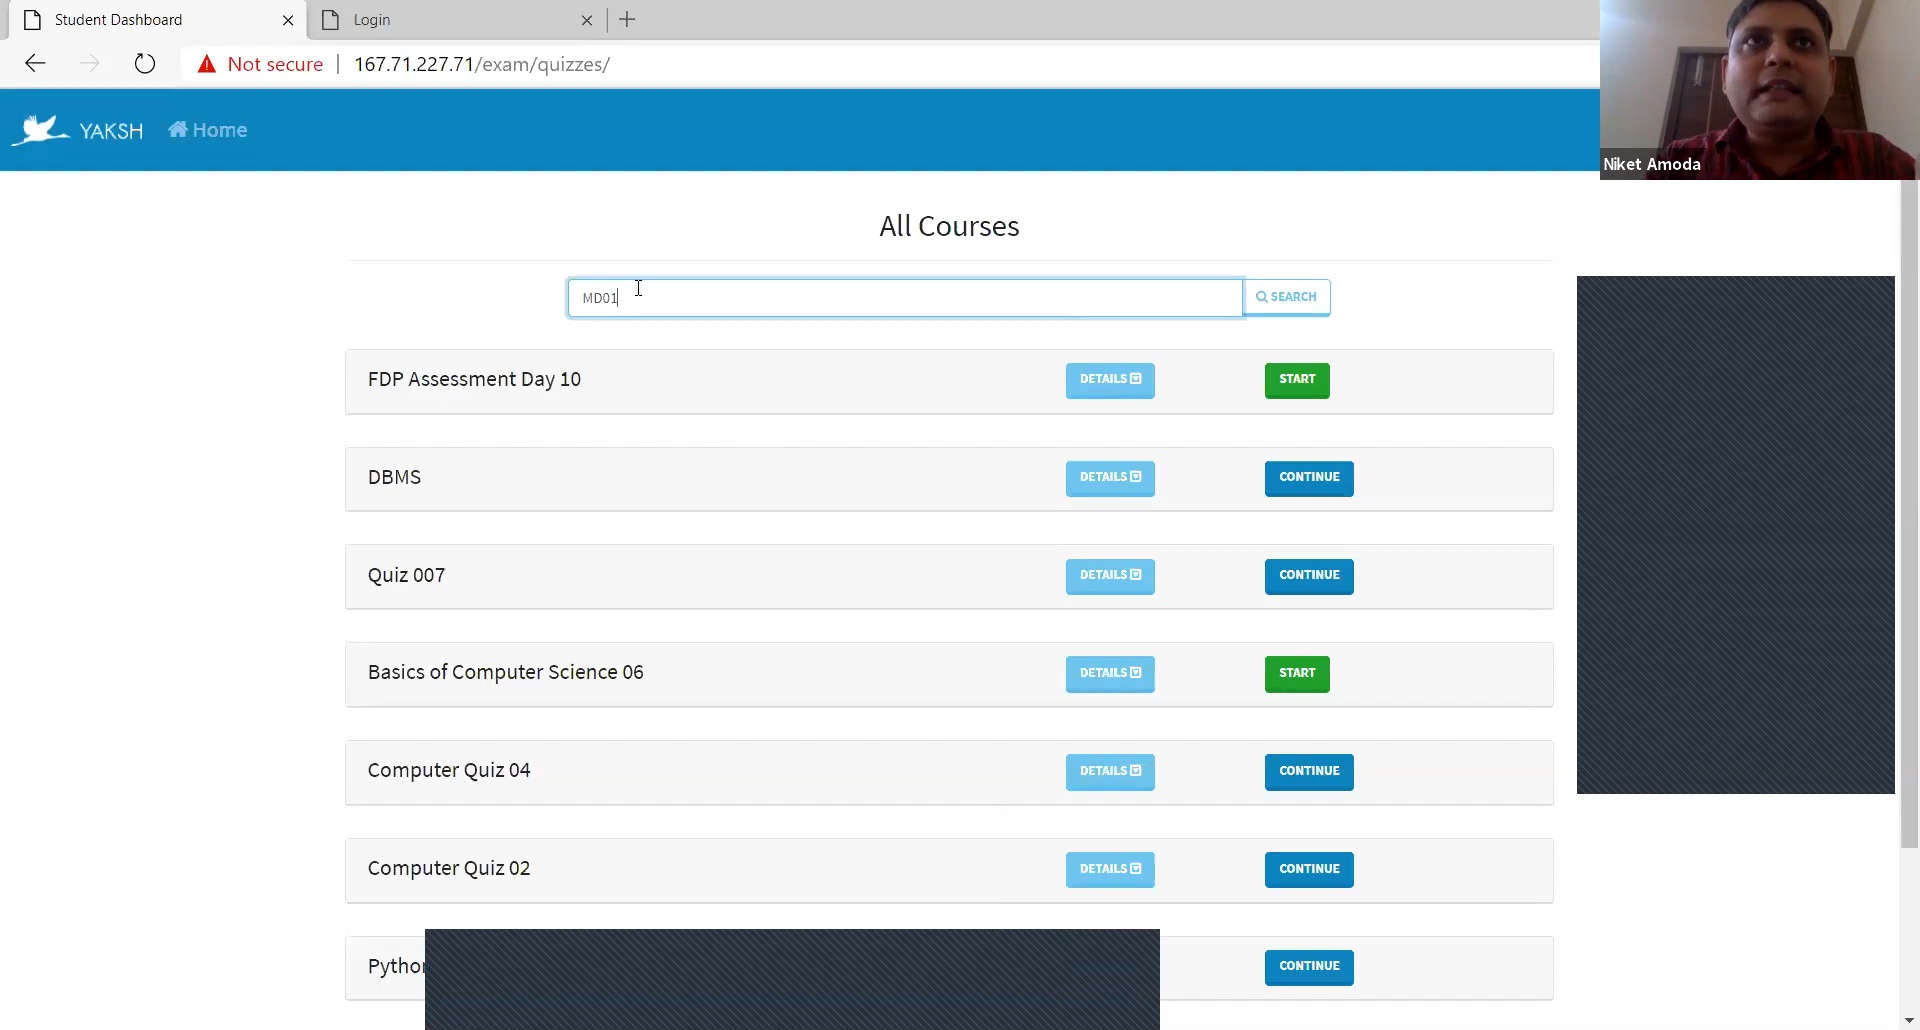 Student Dashboard
Login
Not secure
167.71.227.71/exam/quizzes/
YAKSH
Home
Niket Amoda
All Courses
MD01
SEARCH
FDP Assessment Day 10
DETAILS
START
DBMS
DETAILS
CONTINUE
Quiz 007
DETAILS
CONTINUE
Basics of Computer Science 06
DETAILS
START
Computer Quiz 04
DETAILS
CONTINUE
Computer Quiz 02
DETAILS
CONTINUE
CONTINUE